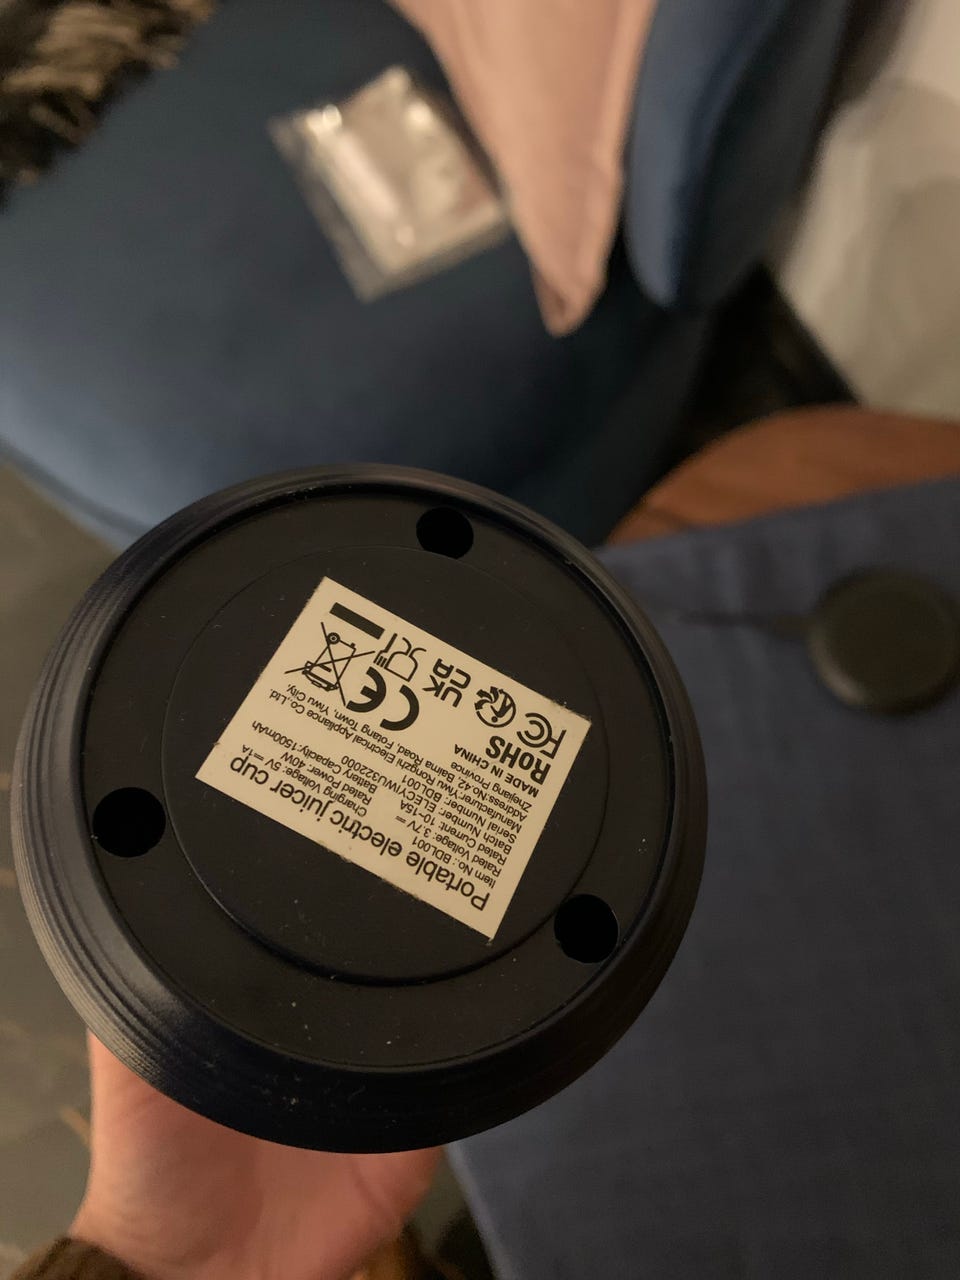 Portable electric juicer cup
Item No.: BDL001
Rated Voltage: 3.7V Charging Voltage: 5V 1A
Rated Current: 10-15A Rated Power: 40W
Batch Number: ELECYIWU322000 Battery Capacity:1500mAh
Serial Number: BDL001
Manufacturer:Yiwu Rongzhi Electrical Appliance Co.,Ltd.
Address:No.42, Baima Road, Fotang Town, Yiwu City,
Zhejiang Province
MADE IN CHINA
RoHS
FC
CE
UK
CA